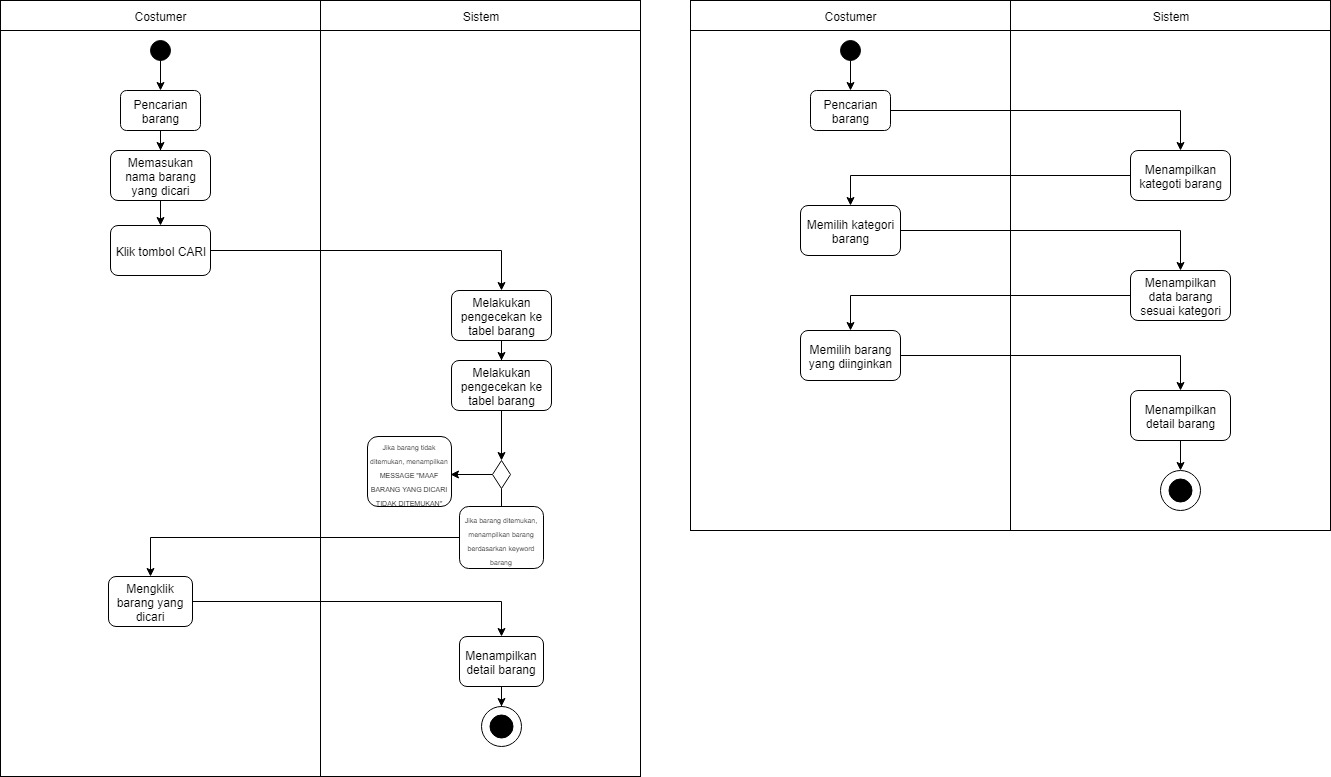 Costumer
Sistem
Pencarian
barang
Memasukan
nama barang
yang dicari
Klik tombol CARI
Melakukan
pengecekan ke
tabel barang
Melakukan
pengecekan ke
tabel barang
Jika barang tidak
ditemukan, menampilkan
MESSAGE "MAAF
BARANG YANG DICARI
TIDAK DITEMUKAN"
Jika barang ditemukan,
menampilkan barang
berdasarkan keyword
barang
Mengklik
barang yang
dicari
Menampilkan
detail barang
Costumer
Sistem
Pencarian
barang
Menampilkan
kategoti barang
Memilih kategori
barang
Menampilkan
data barang
sesuai kategori
Memilih barang
yang diinginkan
Menampilkan
detail barang